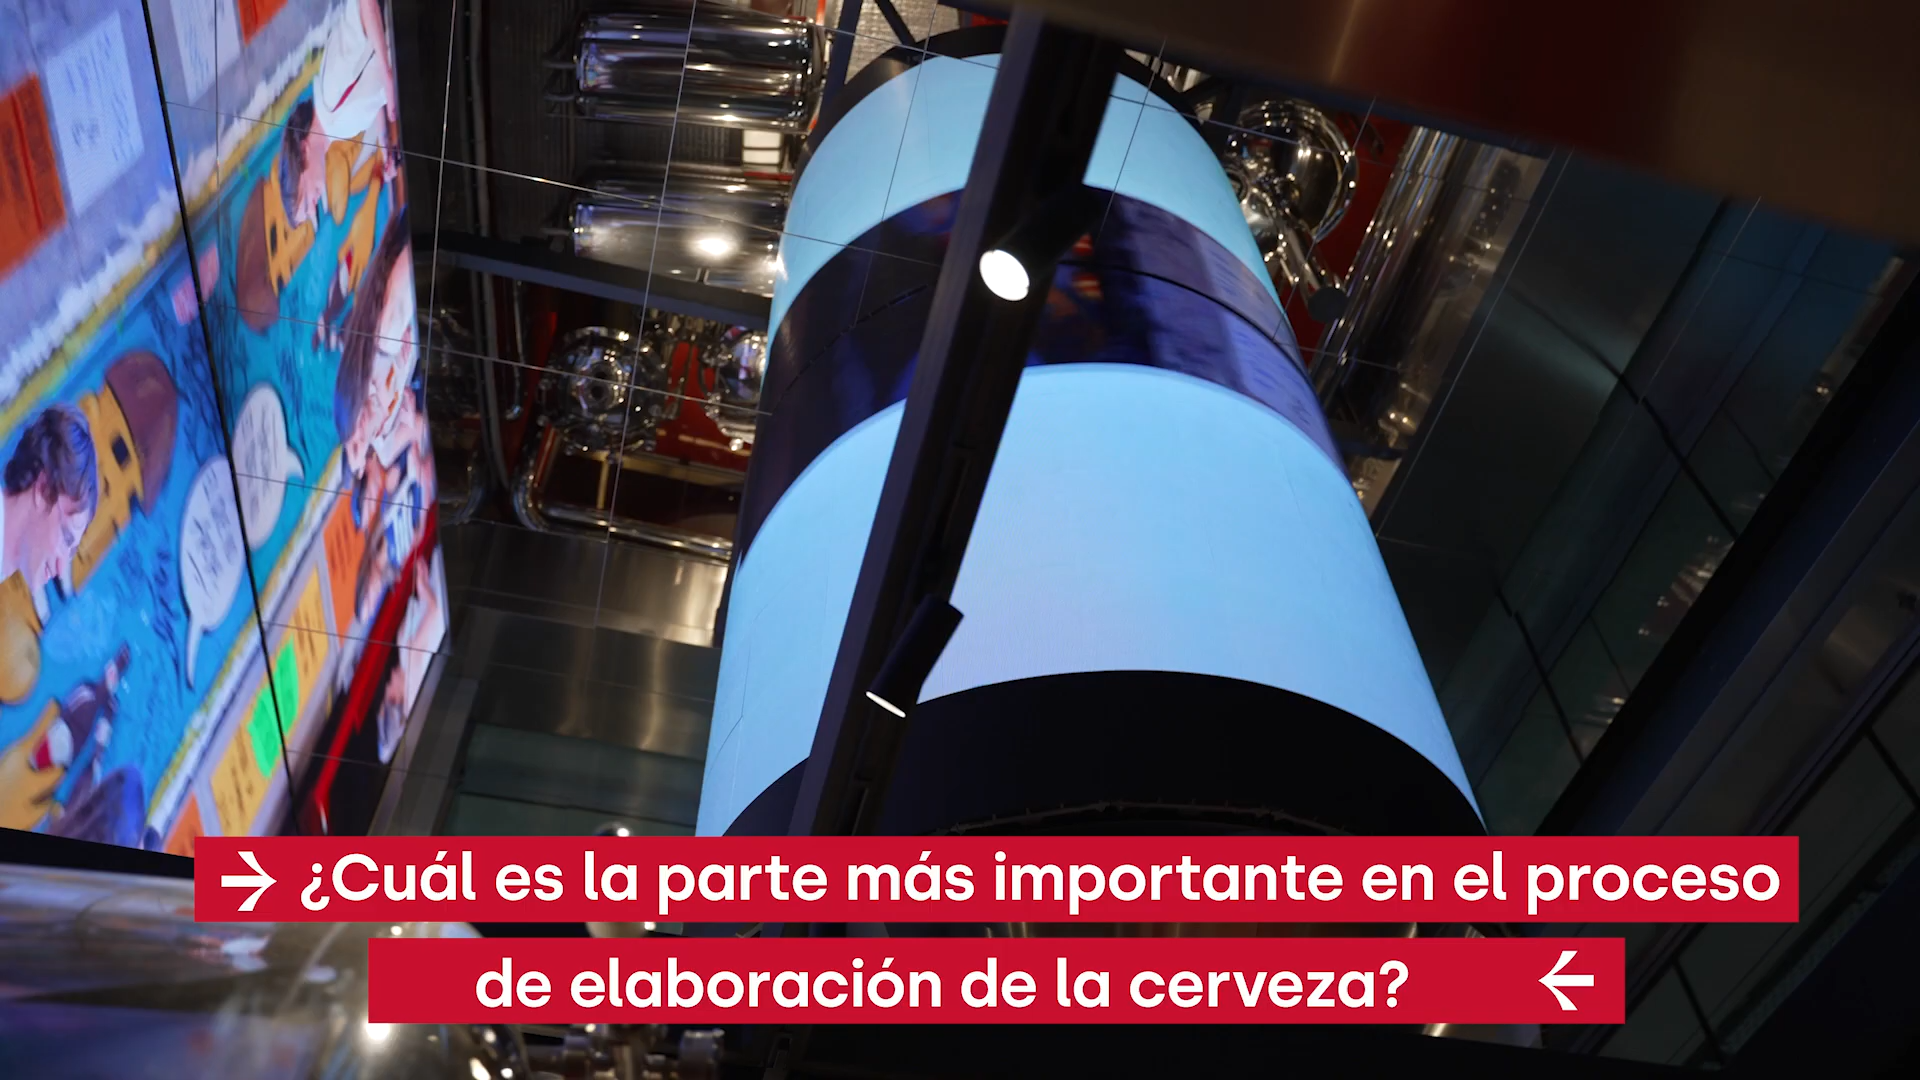 ¿Cuál es la parte más importante en el proceso
de elaboración de la cerveza?